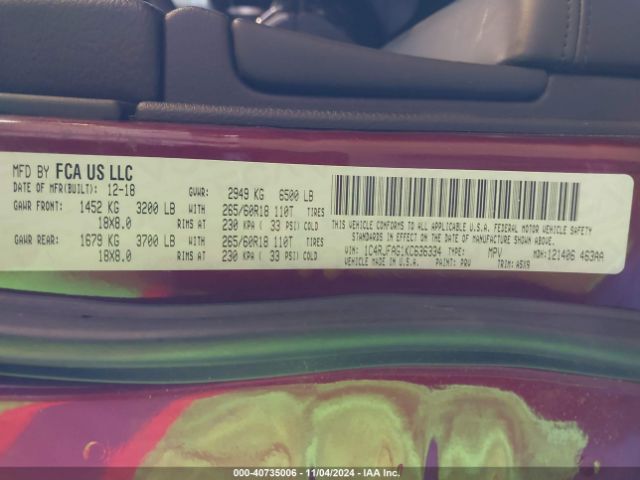 MFD BY FCA US LLC
DATE OF MFR(BUILT): 12-18 GVWR: 2949 KG 6500 LB
GAWR FRONT: 1452 KG 3200 LB WITH 265/60R18 110T TIRES
18X8.0 RIMS AT 230 KPA ( 33 PSI) COLD
GAWR REAR: 1679 KG 3700 LB WITH 265/60R18 110T TIRES
18X8.0 RIMS AT 230 KPA ( 33 PSI) COLD
THIS VEHICLE CONFORMS TO ALL APPLICABLE U.S.A. FEDERAL MOTOR VEHICLE SAFETY
STANDARDS IN EFFECT ON THE DATE OF MANUFACTURE SHOWN ABOVE.
VIN: 1C4RJFAG1KC636334 TYPE: MPV MDH:121406 463AA
VEHICLE MADE IN U.S.A. PAINT: PRV TRIM: A5X9
000-40735006 - 11/04/2024 - IAA Inc.